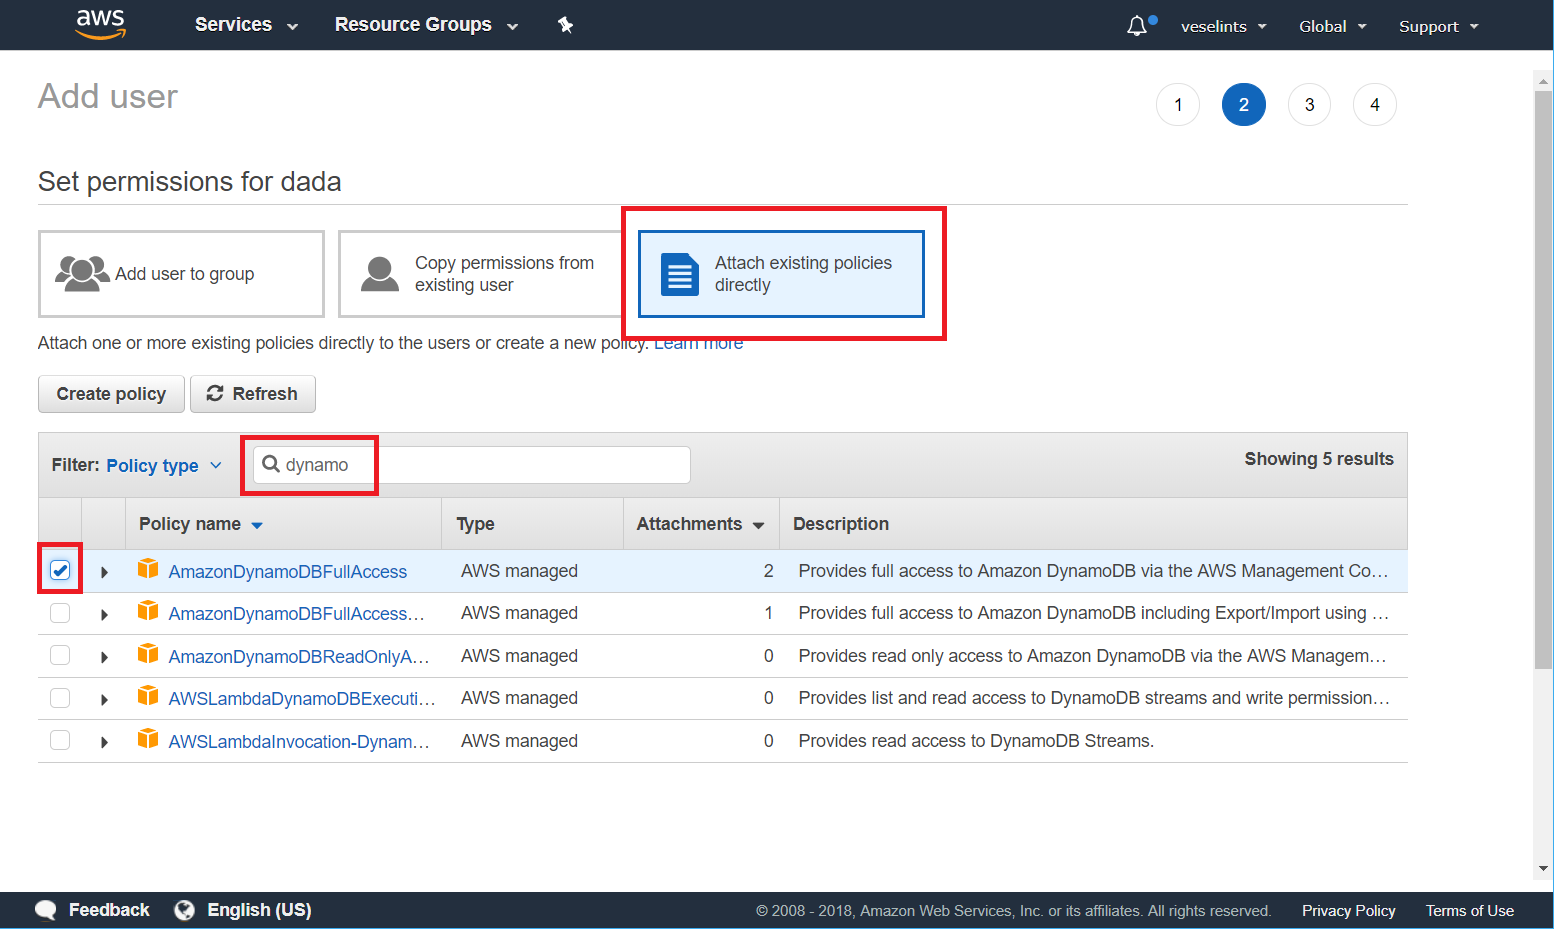 aws Services Resource Groups veselints Global Support
Add user
1 2 3 4
Set permissions for dada
Add user to group
Copy permissions from
existing user
Attach existing policies
directly
Attach one or more existing policies directly to the users or create a new policy. Learn more
Create policy Refresh
Filter: Policy type dynamo Showing 5 results
Policy name Type Attachments Description
AmazonDynamoDBFullAccess AWS managed 2 Provides full access to Amazon DynamoDB via the AWS Management Co…
AmazonDynamoDBFullAccess… AWS managed 1 Provides full access to Amazon DynamoDB including Export/Import using …
AmazonDynamoDBReadOnlyA… AWS managed 0 Provides read only access to Amazon DynamoDB via the AWS Managem…
AWSLambdaDynamoDBExecuti… AWS managed 0 Provides list and read access to DynamoDB streams and write permission…
AWSLambdaInvocation-Dynam… AWS managed 0 Provides read access to DynamoDB Streams.
Feedback English (US) © 2008 - 2018, Amazon Web Services, Inc. or its affiliates. All rights reserved. Privacy Policy Terms of Use